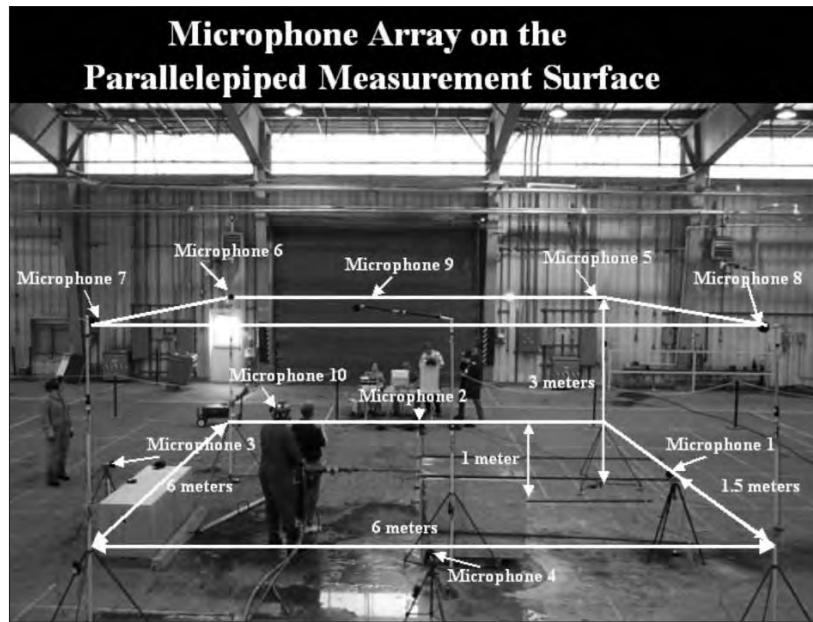 Microphone Array on the
Parallelepiped Measurement Surface
Microphone 6
Microphone 9
Microphone 5
Microphone 7
Microphone 8
3 meters
Microphone 10
Microphone 2
Microphone 3
Microphone 1
1 meter
6 meters
1.5 meters
6 meters
Microphone 4